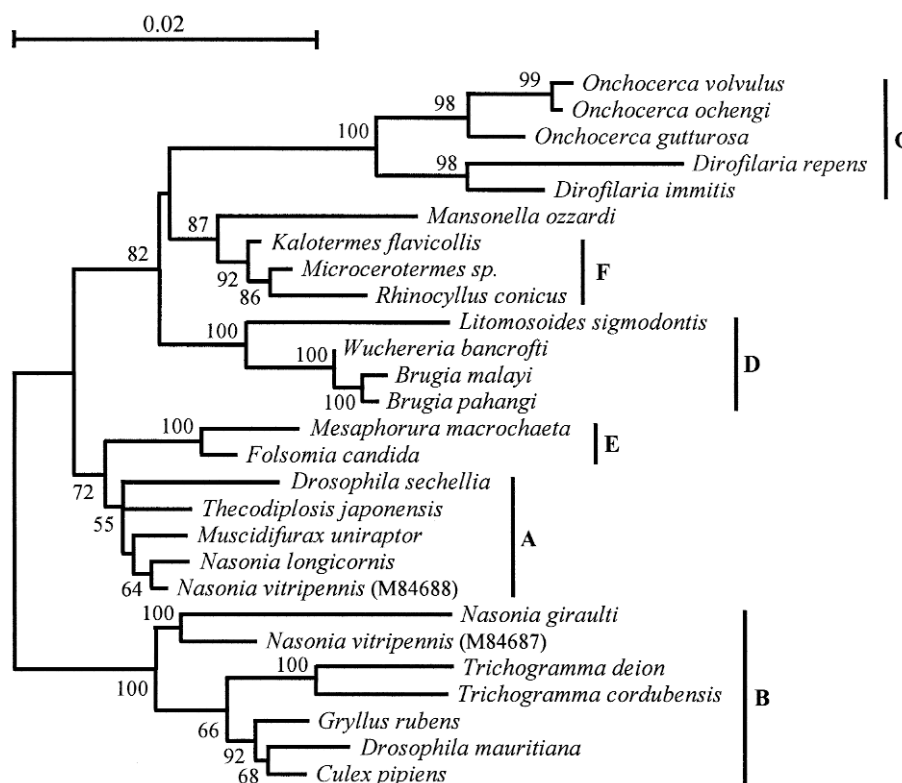 0.02
99
Onchocerca volvulus
98
Onchocerca ochengi
100
Onchocerca gutturosa
C
98
Dirofilaria repens
Dirofilaria immitis
87
Mansonella ozzardi
Kalotermes flavicollis
82
92
Microcerotermes sp.
F
86
Rhinocyllus conicus
100
Litomosoides sigmodontis
100
Wuchereria bancrofti
D
Brugia malayi
100
Brugia pahangi
100
Mesaphorura macrochaeta
E
Folsomia candida
72
Drosophila sechellia
55
Thecodiplosis japonensis
Muscidifurax uniraptor
A
Nasonia longicornis
64
Nasonia vitripennis (M84688)
100
Nasonia giraulti
Nasonia vitripennis (M84687)
100
100
Trichogramma deion
Trichogramma cordubensis
B
66
Gryllus rubens
92
Drosophila mauritiana
68
Culex pipiens